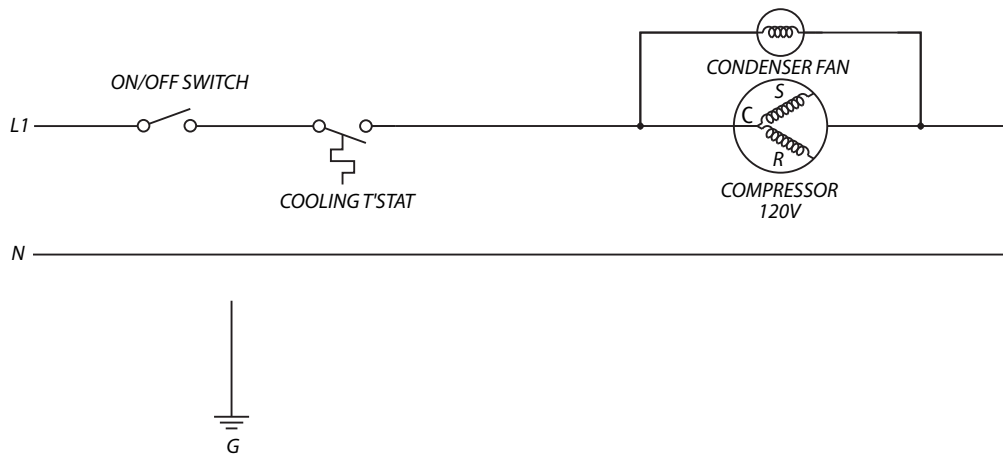 CONDENSER FAN
ON/OFF SWITCH
S
L1
C
R
COOLING T'STAT
COMPRESSOR
120V
N
G